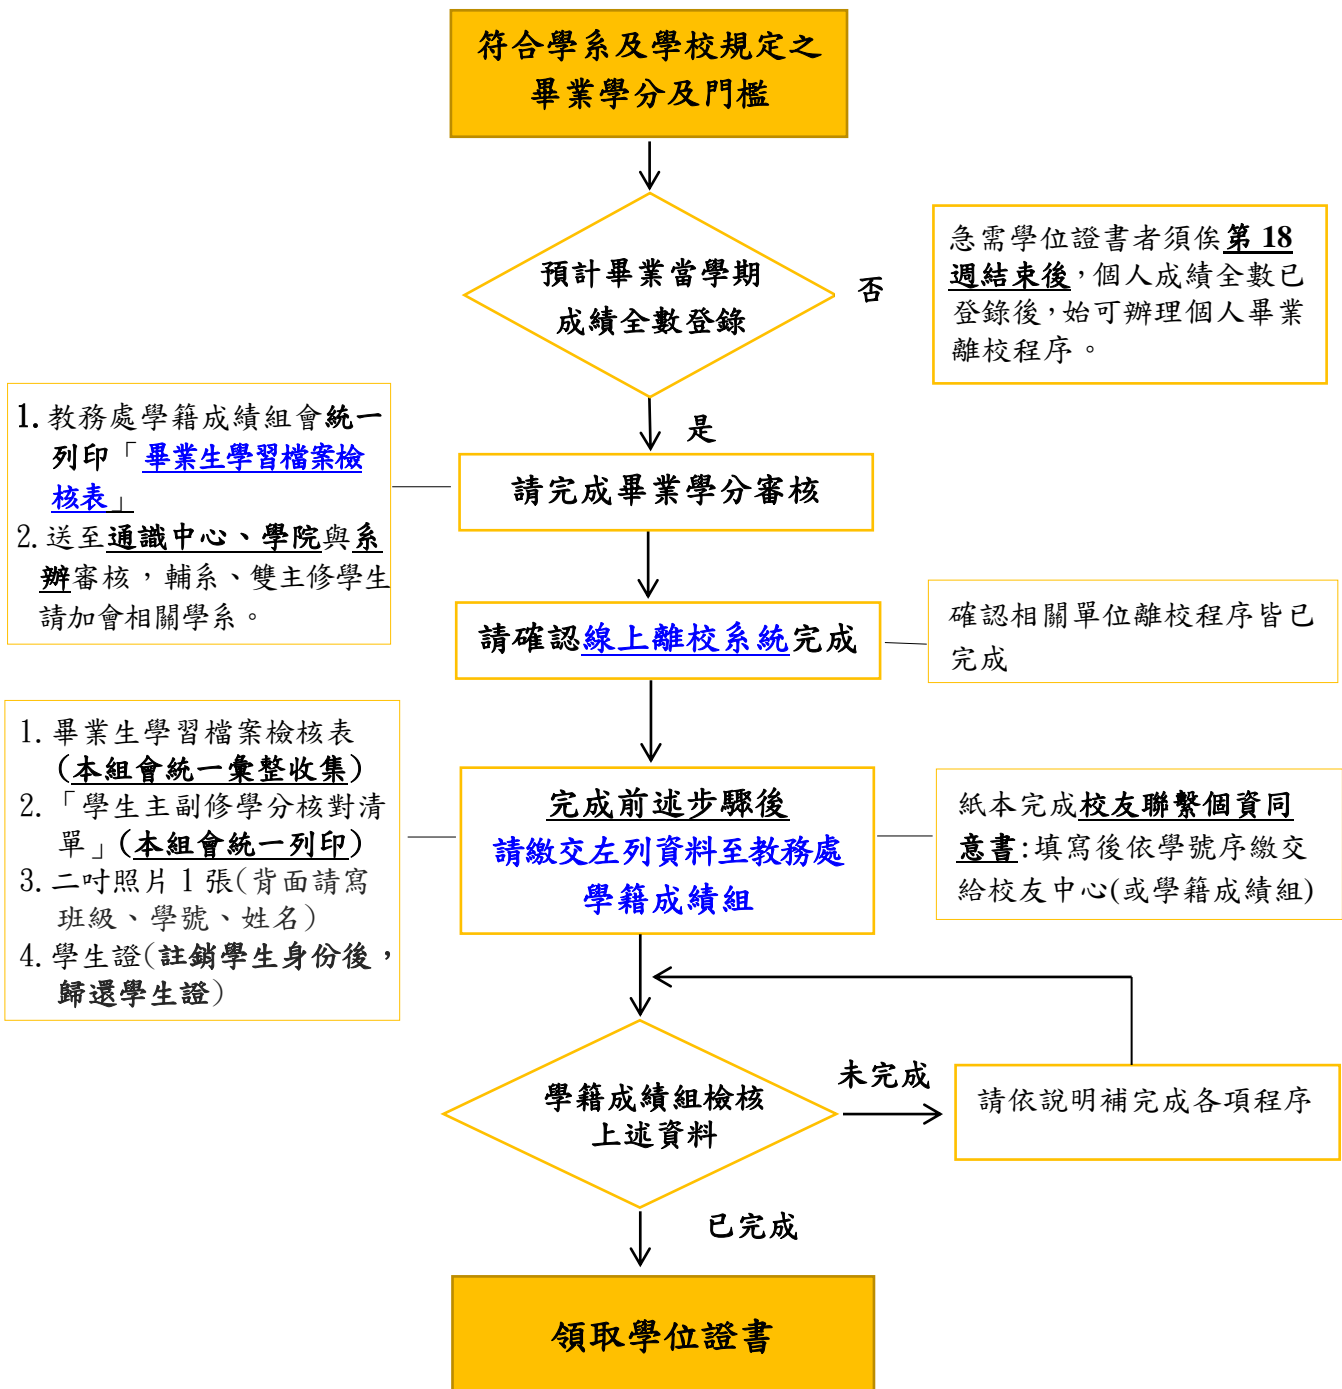 符合學系及學校規定之
畢業學分及門檻
預計畢業當學期
成績全數登錄
否
急需學位證書者須俟第 18
週結束後，個人成績全數已
登錄後，始可辦理個人畢業
離校程序。
是
1. 教務處學籍成績組會統一
列印「畢業生學習檔案檢
核表」
2. 送至通識中心、學院與系
辦審核，輔系、雙主修學生
請加會相關學系。
請完成畢業學分審核
請確認線上離校系統完成
確認相關單位離校程序皆已
完成
1. 畢業生學習檔案檢核表
(本組會統一彙整收集)
2. 「學生主副修學分核對清
單」(本組會統一列印)
3. 二吋照片 1 張(背面請寫
班級、學號、姓名)
4. 學生證(註銷學生身份後，
歸還學生證)
完成前述步驟後
請繳交左列資料至教務處
學籍成績組
紙本完成校友聯繫個資同
意書:填寫後依學號序繳交
給校友中心(或學籍成績組)
學籍成績組檢核
上述資料
未完成
請依說明補完成各項程序
已完成
領取學位證書